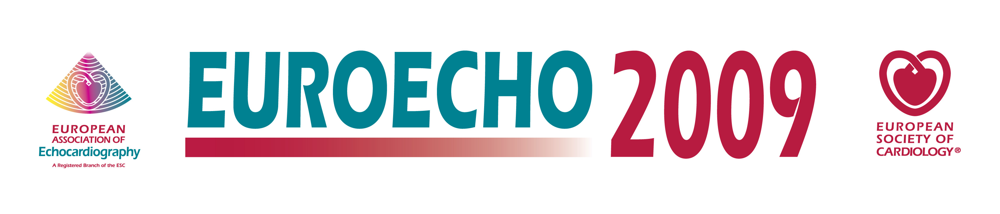 EUROPEAN
ASSOCIATION OF
Echocardiography
A Registered Branch of the ESC
EUROECHO 2009
EUROPEAN
SOCIETY OF
CARDIOLOGY®